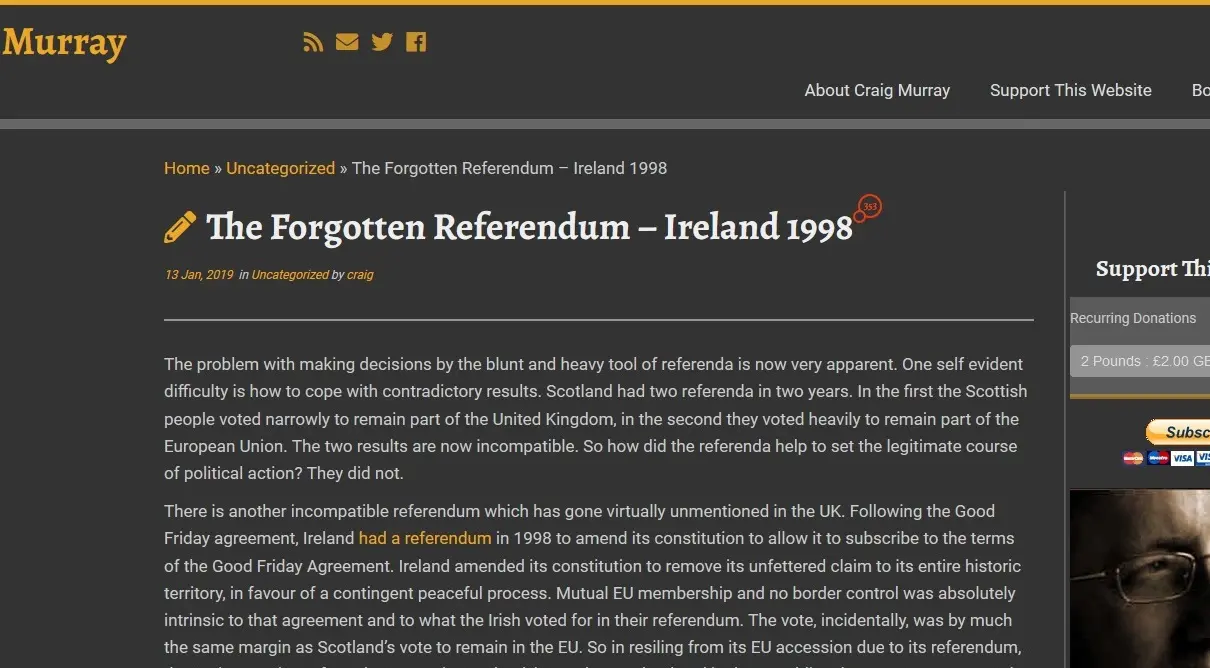 Murray
About Craig Murray Support This Website Bo
Home » Uncategorized » The Forgotten Referendum – Ireland 1998
The Forgotten Referendum – Ireland 1998 353
13 Jan, 2019 in Uncategorized by craig
The problem with making decisions by the blunt and heavy tool of referenda is now very apparent. One self evident
difficulty is how to cope with contradictory results. Scotland had two referenda in two years. In the first the Scottish
people voted narrowly to remain part of the United Kingdom, in the second they voted heavily to remain part of the
European Union. The two results are now incompatible. So how did the referenda help to set the legitimate course
of political action? They did not.
There is another incompatible referendum which has gone virtually unmentioned in the UK. Following the Good
Friday agreement, Ireland had a referendum in 1998 to amend its constitution to allow it to subscribe to the terms
of the Good Friday Agreement. Ireland amended its constitution to remove its unfettered claim to its entire historic
territory, in favour of a contingent peaceful process. Mutual EU membership and no border control was absolutely
intrinsic to that agreement and to what the Irish voted for in their referendum. The vote, incidentally, was by much
the same margin as Scotland's vote to remain in the EU. So in resiling from its EU accession due to its referendum,
Support Thi
Recurring Donations
2 Pounds : £2.00 GE
Subsc
VISA